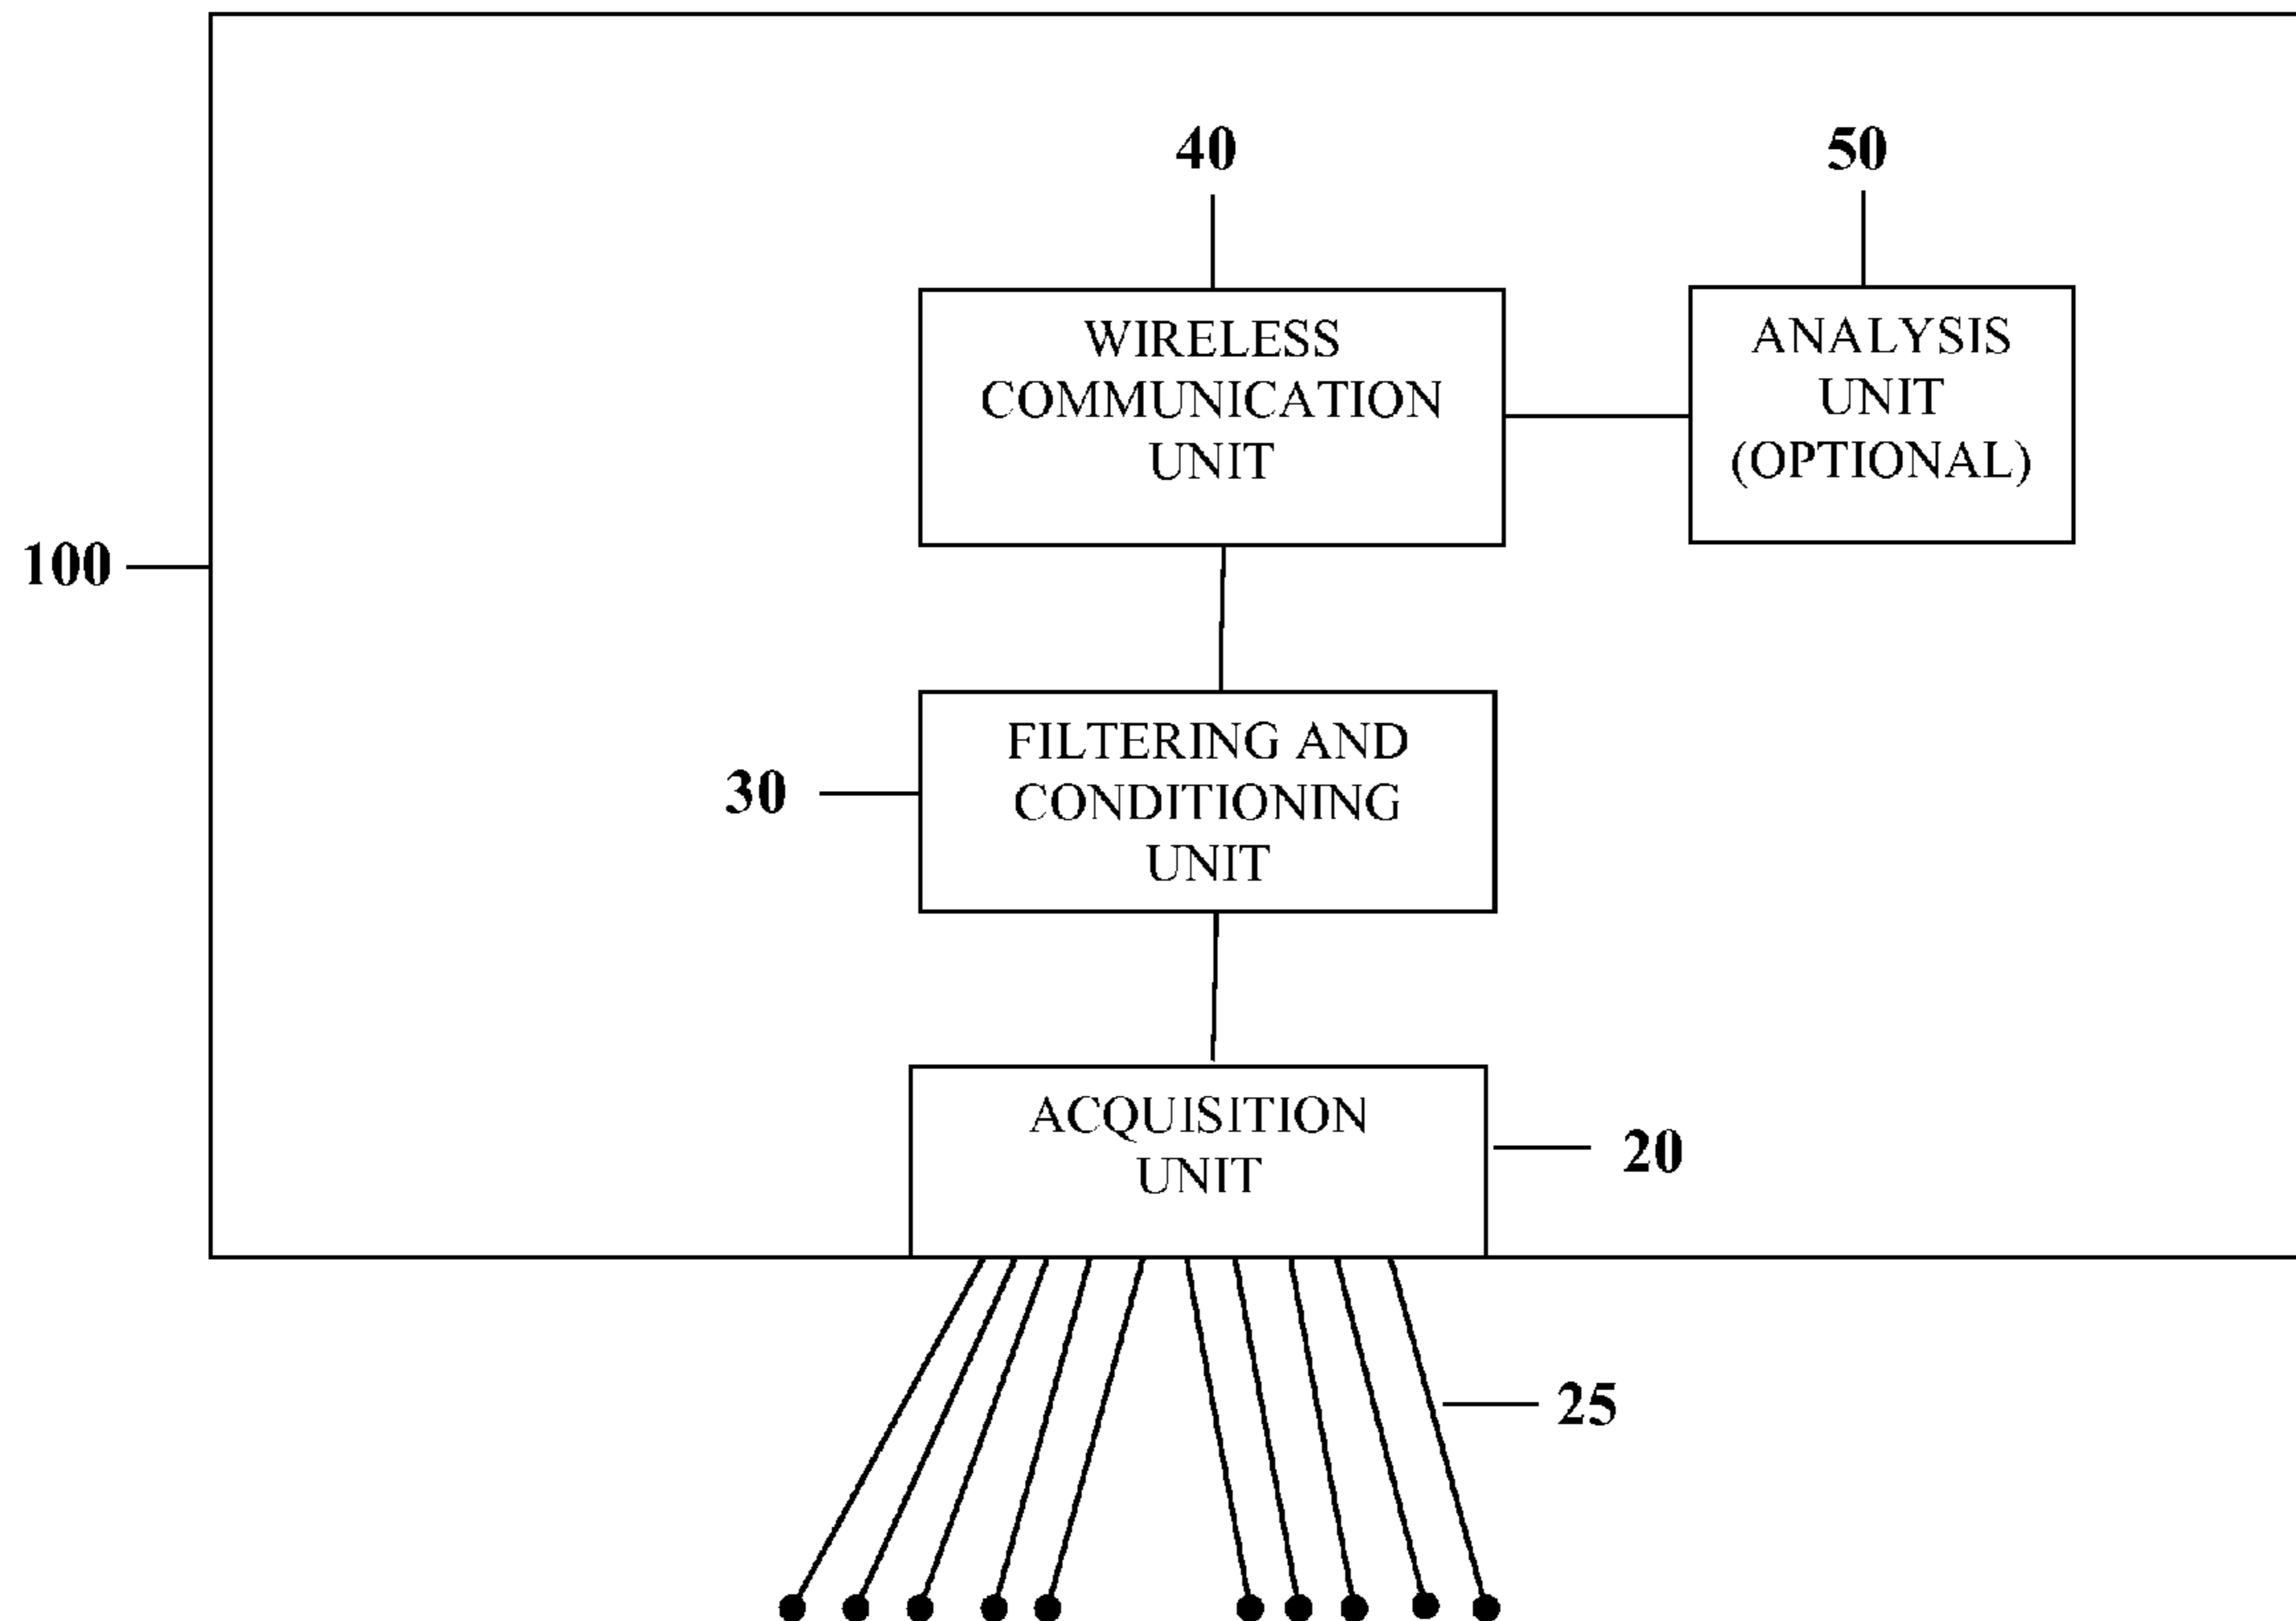 40
50
WIRELESS
COMMUNICATION
UNIT
ANALYSIS
UNIT
(OPTIONAL)
100
FILTERING AND
CONDITIONING
UNIT
30
ACQUISITION
UNIT
20
25